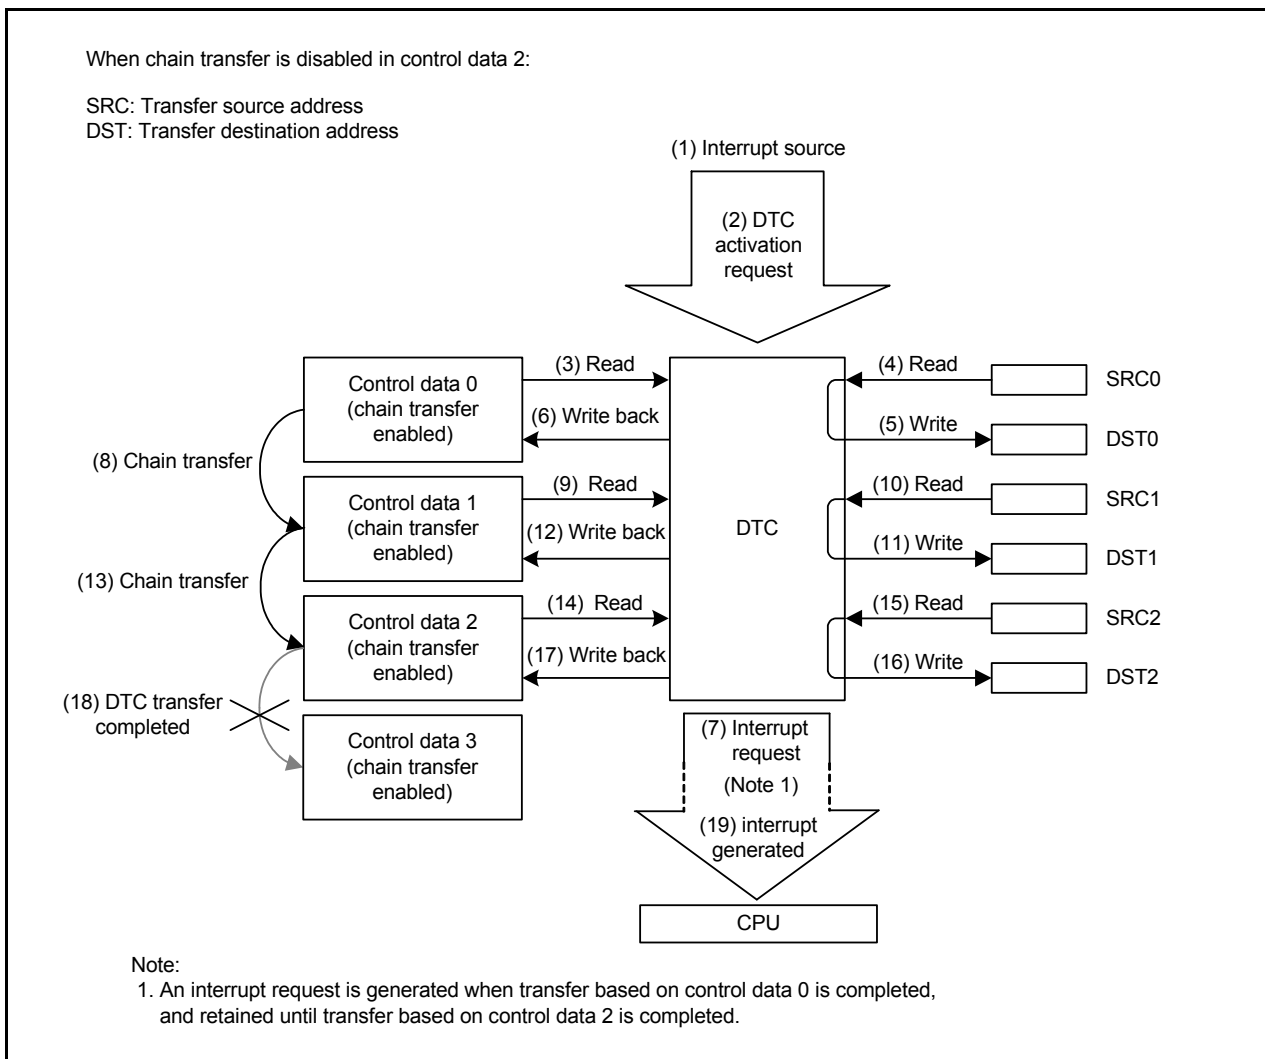 When chain transfer is disabled in control data 2:
SRC: Transfer source address
DST: Transfer destination address
(1) Interrupt source
(2) DTC
activation
request
Control data 0
(chain transfer
enabled)
(3) Read
(6) Write back
(4) Read
(5) Write
SRC0
DST0
(8) Chain transfer
Control data 1
(chain transfer
enabled)
(9) Read
(12) Write back
DTC
(10) Read
(11) Write
SRC1
DST1
(13) Chain transfer
Control data 2
(chain transfer
enabled)
(14) Read
(17) Write back
(15) Read
(16) Write
SRC2
DST2
(18) DTC transfer
completed
Control data 3
(chain transfer
enabled)
(7) Interrupt
request
(Note 1)
(19) interrupt
generated
CPU
Note:
1. An interrupt request is generated when transfer based on control data 0 is completed,
and retained until transfer based on control data 2 is completed.